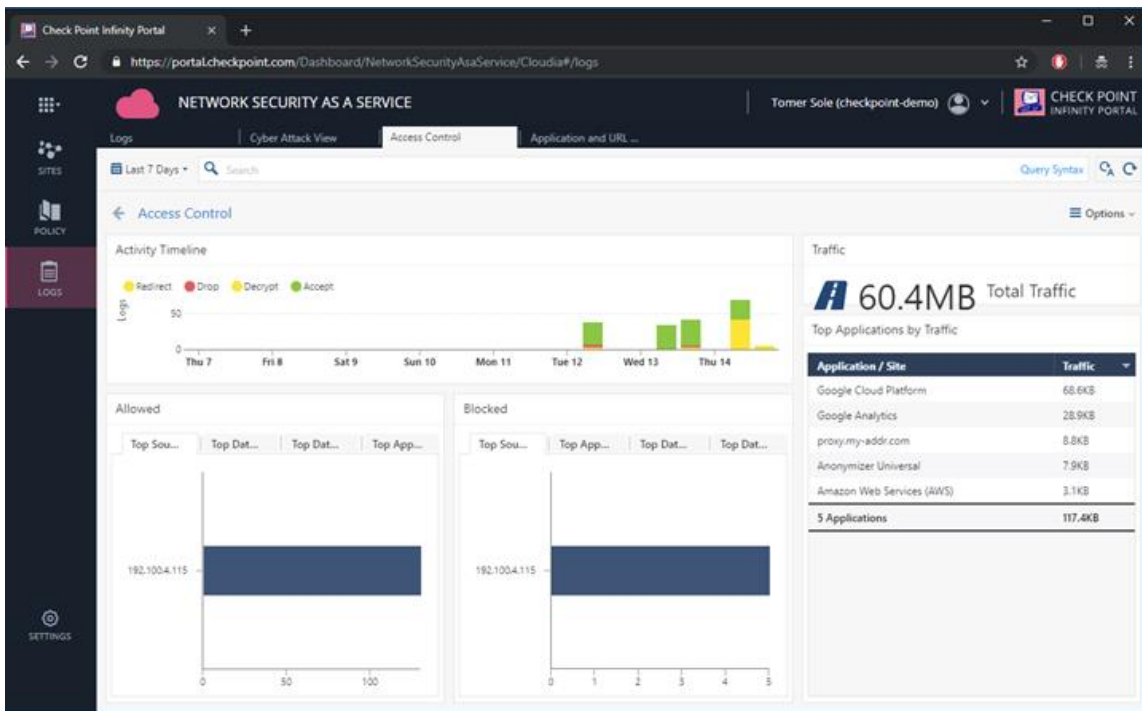 Check Point Infinity Portal
https://portal.checkpoint.com/Dashboard/NetworkSecurityAsaService/Cloudia#/logs
NETWORK SECURITY AS A SERVICE
Tomer Sole (checkpoint-demo)
CHECK POINT
INFINITY PORTAL
Logs
Cyber Attack View
Access Control
Application and URL ...
SITES
POLICY
LOGS
SETTINGS
Last 7 Days
Search
Query Syntax
Access Control
Options
Activity Timeline
Redirect Drop Decrypt Accept
Logs
50
0
Thu 7 Fri 8 Sat 9 Sun 10 Mon 11 Tue 12 Wed 13 Thu 14
Traffic
60.4MB Total Traffic
Top Applications by Traffic
Application / Site Traffic
Google Cloud Platform 68.6KB
Google Analytics 28.9KB
proxy.my-addr.com 8.8KB
Anonymizer Universal 7.9KB
Amazon Web Services (AWS) 3.1KB
5 Applications 117.4KB
Allowed
Top Sou... Top Dat... Top Dat... Top App...
192.100.4.115
0 50 100
Blocked
Top Sou... Top App... Top Dat... Top Dat...
192.100.4.115
0 1 2 3 4 5